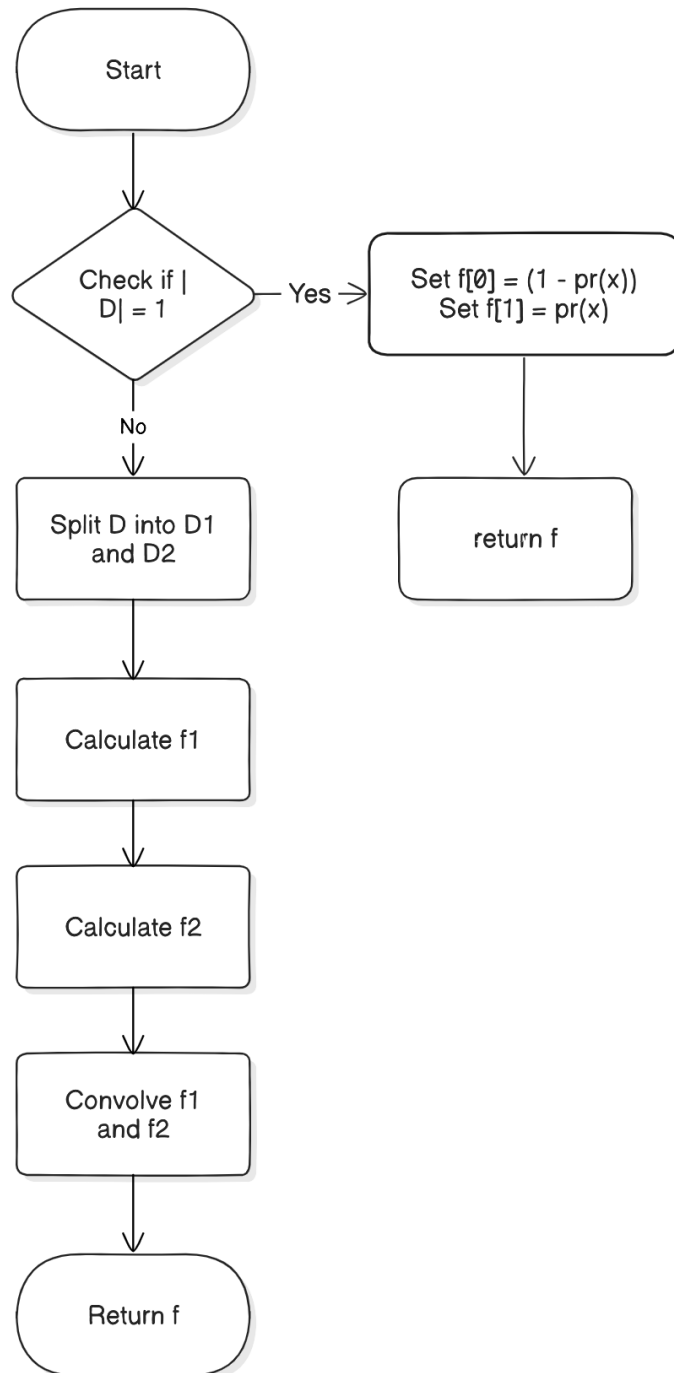 Start
Check if |
D| = 1
Yes
Set f[0] = (1 - pr(x))
Set f[1] = pr(x)
No
Split D into D1
and D2
return f
Calculate f1
Calculate f2
Convolve f1
and f2
Return f